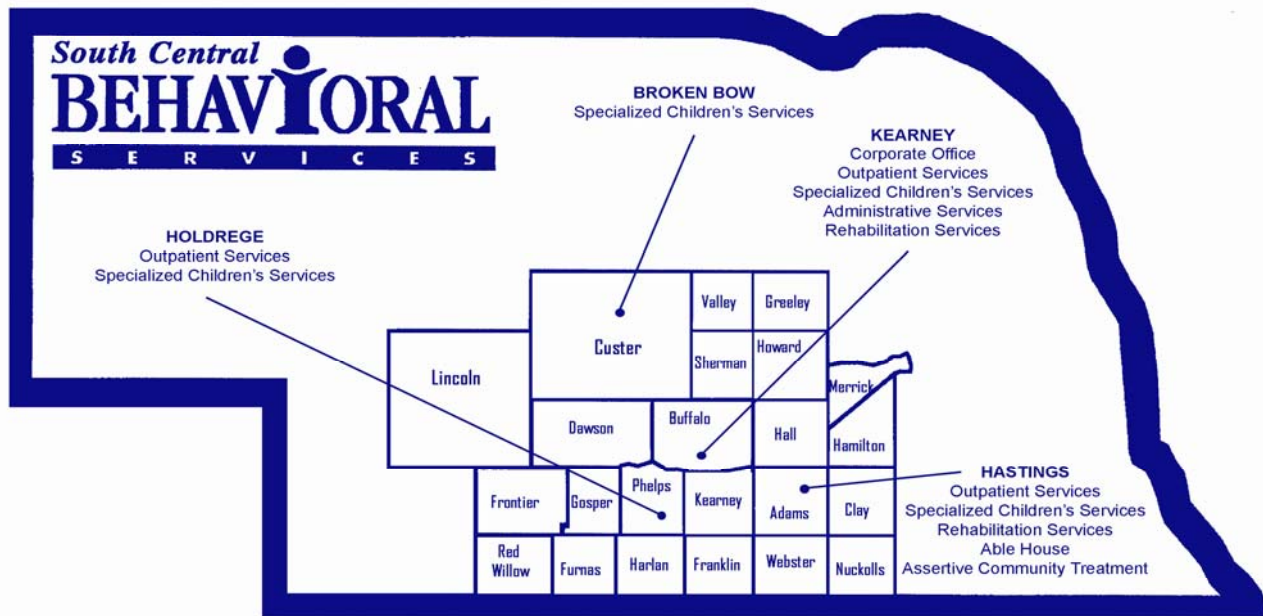 South Central
BEHAVIORAL
SERVICES
BROKEN BOW
Specialized Children's Services
KEARNEY
Corporate Office
Outpatient Services
Specialized Children's Services
Administrative Services
Rehabilitation Services
HOLDREGE
Outpatient Services
Specialized Children's Services
Valley
Greeley
Custer
Sherman
Howard
Lincoln
Merrick
Dawson
Buffalo
Hall
Hamilton
Frontier
Gosper
Phelps
Kearney
Adams
Clay
HASTINGS
Outpatient Services
Specialized Children's Services
Rehabilitation Services
Able House
Assertive Community Treatment
Red
Willow
Furnas
Harlan
Franklin
Webster
Nuckolls